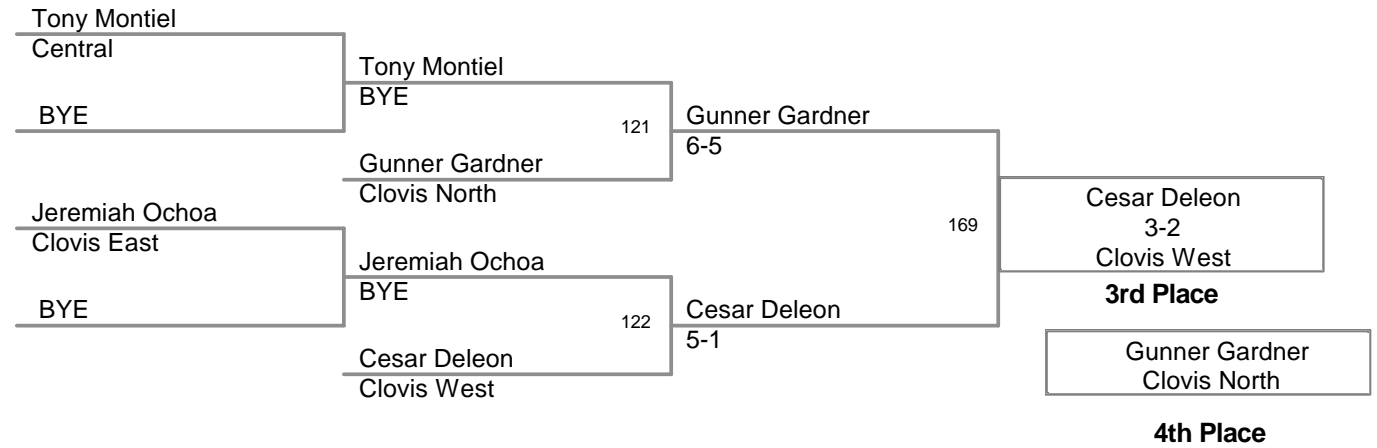 Tony Montiel
Central
BYE
Jeremiah Ochoa
Clovis East
BYE
Tony Montiel
BYE
121
Gunner Gardner
Clovis North
Jeremiah Ochoa
BYE
122
Cesar Deleon
Clovis West
Gunner Gardner
6-5
169
Cesar Deleon
5-1
Cesar Deleon
3-2
Clovis West
3rd Place
Gunner Gardner
Clovis North
4th Place